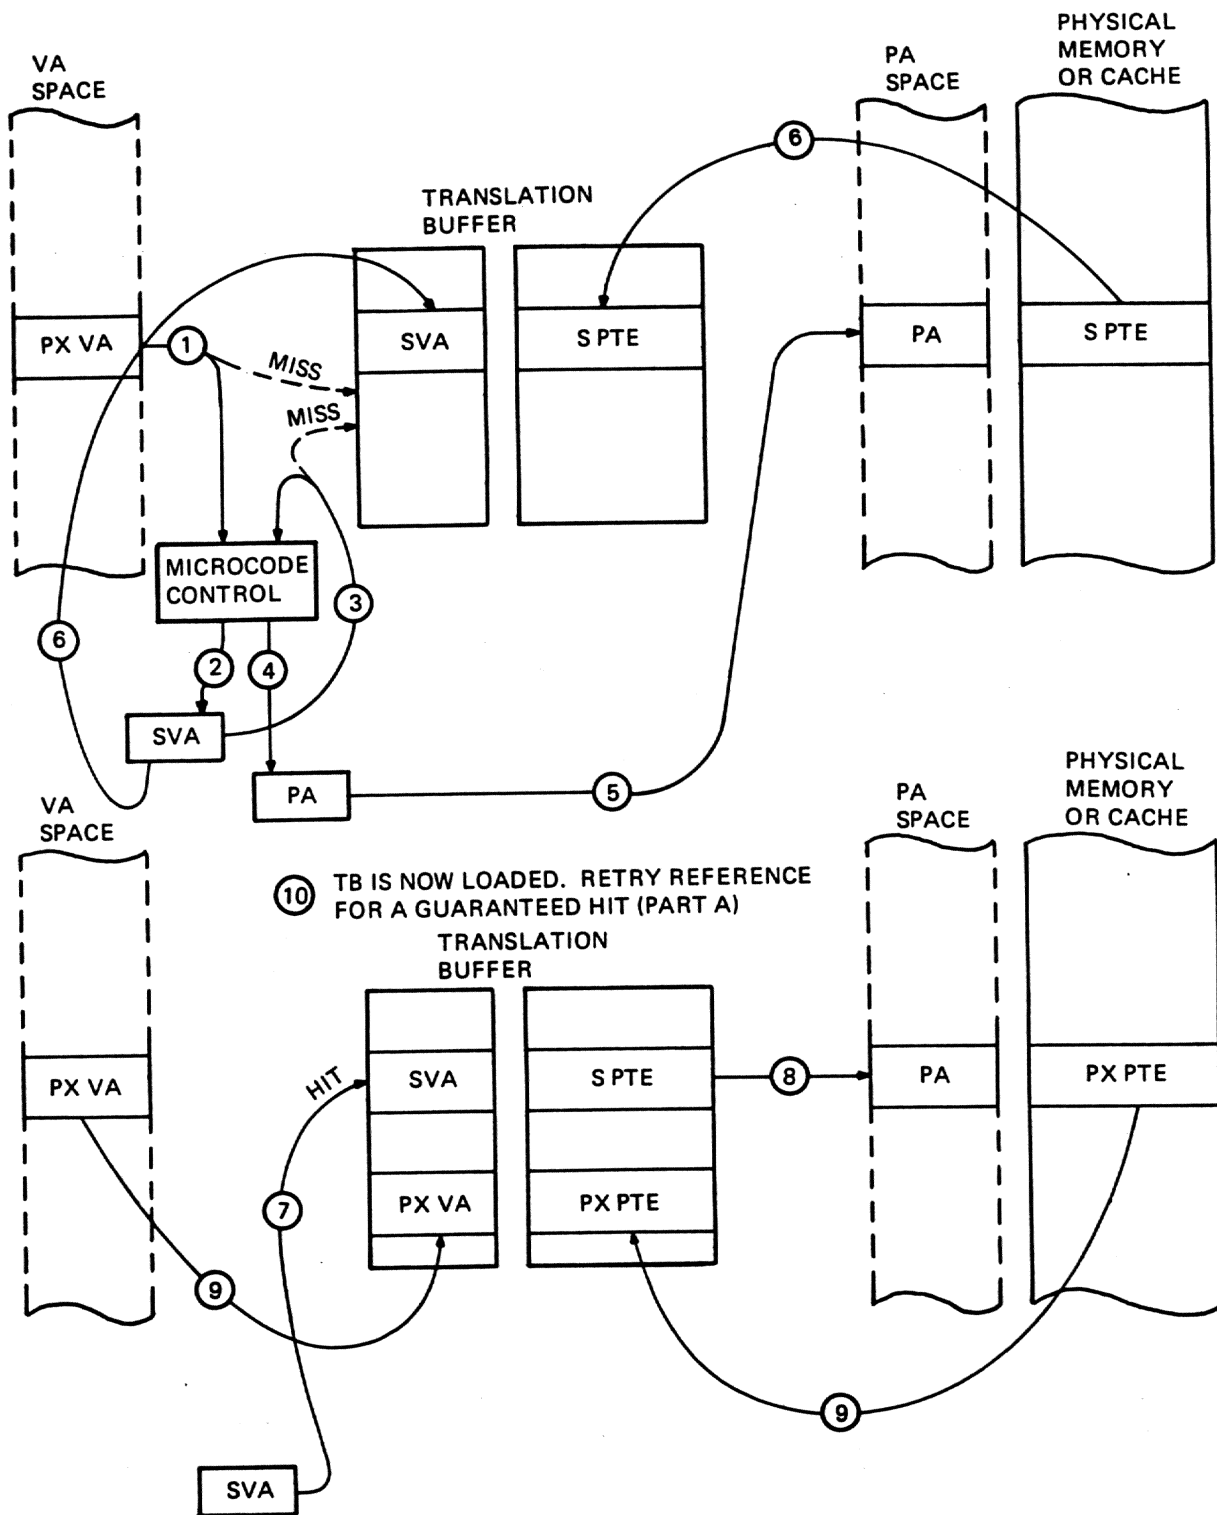 VA
SPACE
PA
SPACE
PHYSICAL
MEMORY
OR CACHE
6
TRANSLATION
BUFFER
PX VA
1
MISS
MISS
SVA
S PTE
PA
S PTE
MICROCODE
CONTROL
3
6
2
4
SVA
PA
5
VA
SPACE
PA
SPACE
PHYSICAL
MEMORY
OR CACHE
10
TB IS NOW LOADED. RETRY REFERENCE
FOR A GUARANTEED HIT (PART A)
TRANSLATION
BUFFER
PX VA
HIT
SVA
S PTE
8
PA
PX PTE
7
PX VA
PX PTE
9
9
SVA